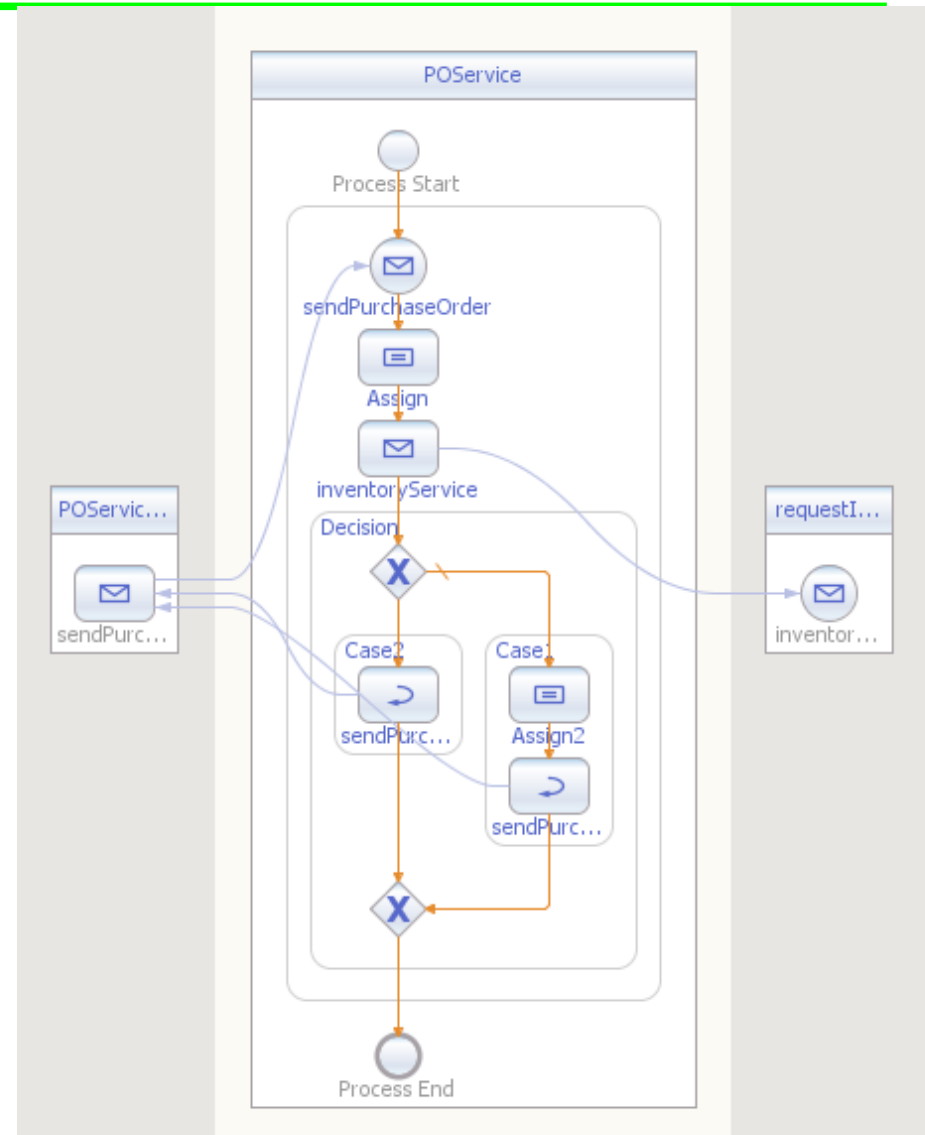 POService
Process Start
sendPurchaseOrder
Assign
inventoryService
POServic...
sendPurc...
requestI...
inventor...
Decision
X
Case2
sendPurc...
Case1
Assign2
sendPurc...
X
Process End